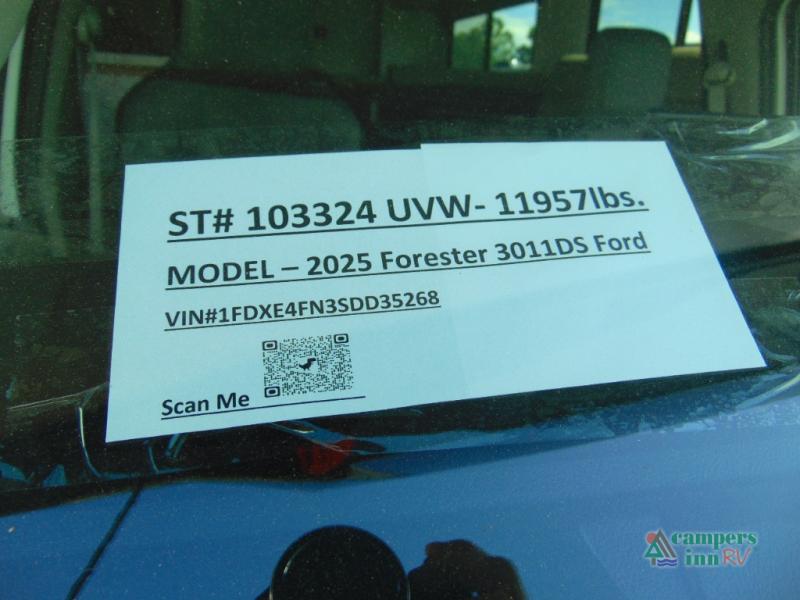 ST# 103324 UVW- 11957lbs.
MODEL – 2025 Forester 3011DS Ford
VIN#1FDXE4FN3SDD35268
Scan Me
campers
inn RV